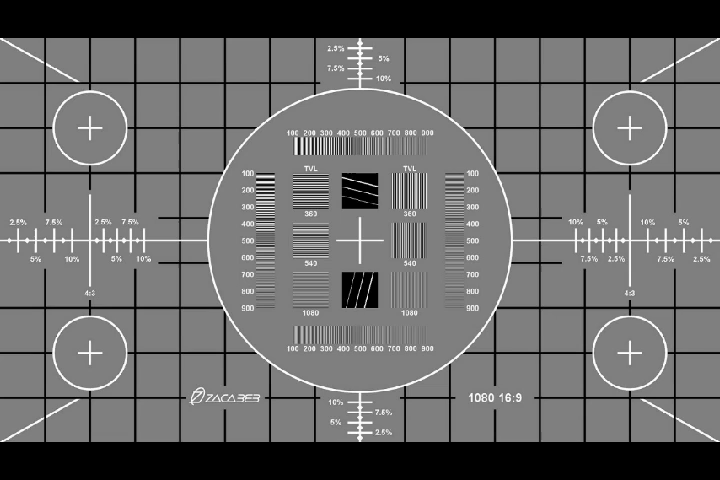 2.5%
5%
7.5%
10%
100 200 300 400 500 600 700 800 900
TVL TVL
100 100
200 200
300 300
400 400
500 500
600 600
700 700
800 800
900 900
360 360
540 540
1080 1080
2.5% 7.5% 2.5% 7.5%
5% 10% 5% 10%
4:3
10% 5% 10% 5%
7.5% 2.5% 7.5% 2.5%
4:3
100 200 300 400 500 600 700 800 900
ZACABER
1080 16:9
10%
7.5%
5%
2.5%